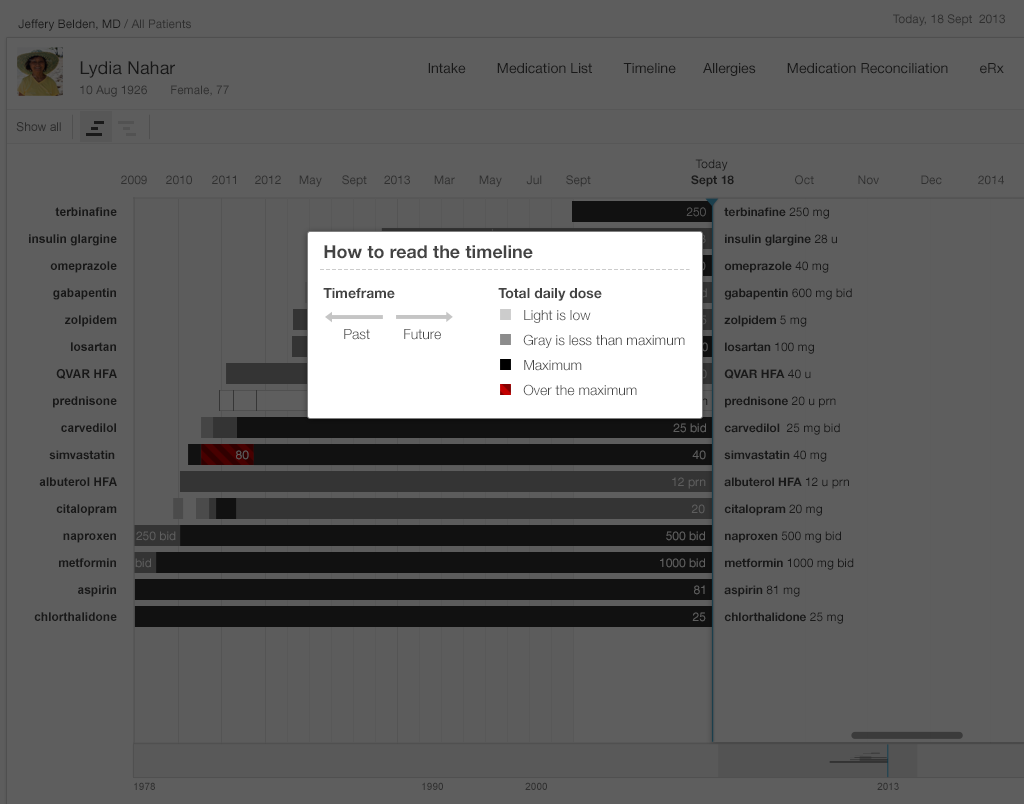 Jeffery Belden, MD / All Patients
Today, 18 Sept 2013
Lydia Nahar
10 Aug 1926 Female, 77
Intake Medication List Timeline Allergies Medication Reconciliation eRx
Show all
Today
2009 2010 2011 2012 May Sept 2013 Mar May Jul Sept Sept 18 Oct Nov Dec 2014
terbinafine 250 terbinafine 250 mg
insulin glargine insulin glargine 28 u
omeprazole omeprazole 40 mg
gabapentin gabapentin 600 mg bid
zolpidem zolpidem 5 mg
losartan losartan 100 mg
QVAR HFA QVAR HFA 40 u
prednisone prednisone 20 u prn
carvedilol 25 bid carvedilol 25 mg bid
simvastatin 80 40 simvastatin 40 mg
albuterol HFA 12 prn albuterol HFA 12 u prn
citalopram 20 citalopram 20 mg
naproxen 250 bid 500 bid naproxen 500 mg bid
metformin bid 1000 bid metformin 1000 mg bid
aspirin 81 aspirin 81 mg
chlorthalidone 25 chlorthalidone 25 mg
How to read the timeline
Timeframe
Past Future
Total daily dose
Light is low
Gray is less than maximum
Maximum
Over the maximum
1978 1990 2000 2013